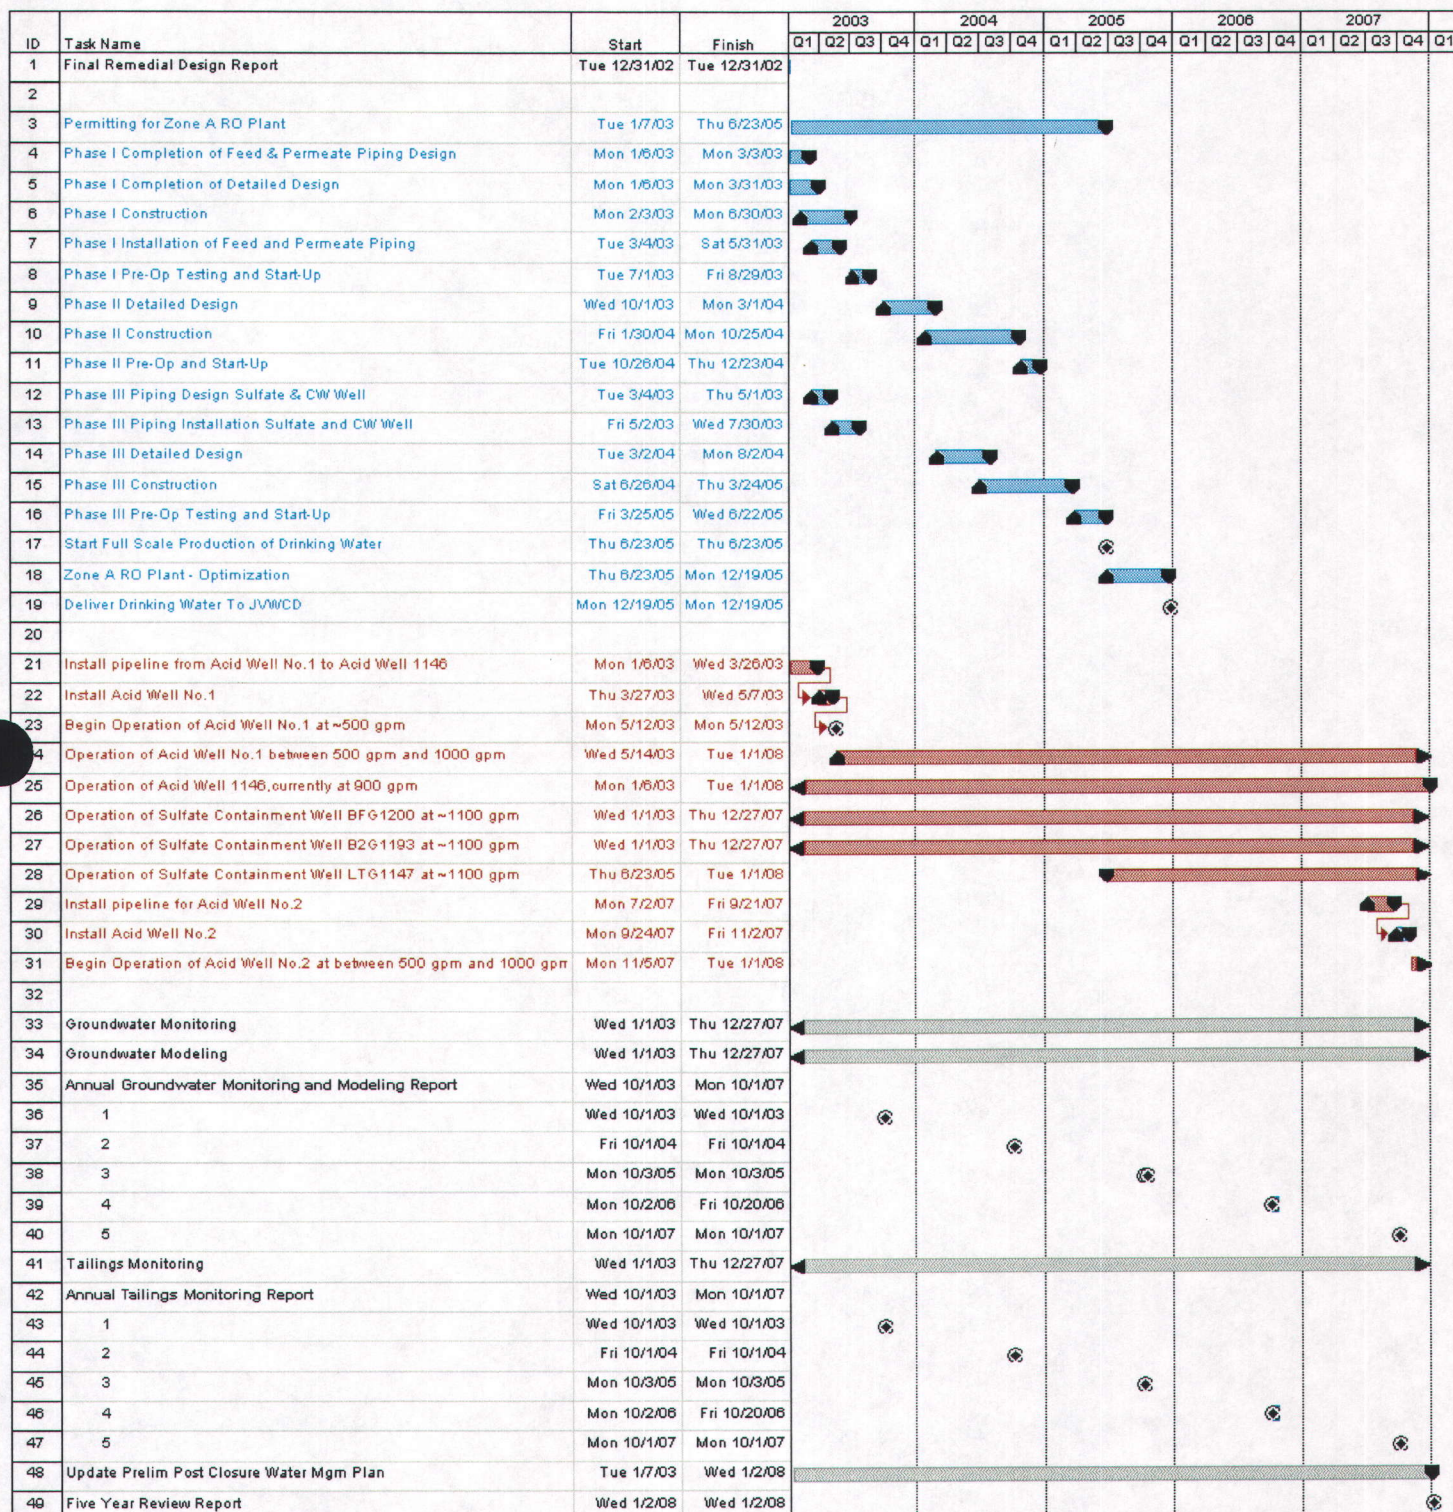 2003 2004 2005 2006 2007
ID Task Name Start Finish Q1 Q2 Q3 Q4 Q1 Q2 Q3 Q4 Q1 Q2 Q3 Q4 Q1 Q2 Q3 Q4 Q1 Q2 Q3 Q4 Q1
1 Final Remedial Design Report Tue 12/31/02 Tue 12/31/02
2
3 Permitting for Zone A RO Plant Tue 1/7/03 Thu 6/23/05
4 Phase I Completion of Feed & Permeate Piping Design Mon 1/6/03 Mon 3/3/03
5 Phase I Completion of Detailed Design Mon 1/6/03 Mon 3/31/03
6 Phase I Construction Mon 2/3/03 Mon 6/30/03
7 Phase I Installation of Feed and Permeate Piping Tue 3/4/03 Sat 5/31/03
8 Phase I Pre-Op Testing and Start-Up Tue 7/1/03 Fri 8/29/03
9 Phase II Detailed Design Wed 10/1/03 Mon 3/1/04
10 Phase II Construction Fri 1/30/04 Mon 10/25/04
11 Phase II Pre-Op and Start-Up Tue 10/26/04 Thu 12/23/04
12 Phase III Piping Design Sulfate & CW Well Tue 3/4/03 Thu 5/1/03
13 Phase III Piping Installation Sulfate and CW Well Fri 5/2/03 Wed 7/30/03
14 Phase III Detailed Design Tue 3/2/04 Mon 8/2/04
15 Phase III Construction Sat 6/26/04 Thu 3/24/05
16 Phase III Pre-Op Testing and Start-Up Fri 3/25/05 Wed 6/22/05
17 Start Full Scale Production of Drinking Water Thu 6/23/05 Thu 6/23/05
18 Zone A RO Plant - Optimization Thu 6/23/05 Mon 12/19/05
19 Deliver Drinking Water To JVWCD Mon 12/19/05 Mon 12/19/05
20
21 Install pipeline from Acid Well No.1 to Acid Well 1146 Mon 1/6/03 Wed 3/26/03
22 Install Acid Well No.1 Thu 3/27/03 Wed 5/7/03
23 Begin Operation of Acid Well No.1 at ~500 gpm Mon 5/12/03 Mon 5/12/03
4 Operation of Acid Well No.1 between 500 gpm and 1000 gpm Wed 5/14/03 Tue 1/1/08
25 Operation of Acid Well 1146,currently at 900 gpm Mon 1/6/03 Tue 1/1/08
26 Operation of Sulfate Containment Well BFG1200 at ~1100 gpm Wed 1/1/03 Thu 12/27/07
27 Operation of Sulfate Containment Well B2G1193 at ~1100 gpm Wed 1/1/03 Thu 12/27/07
28 Operation of Sulfate Containment Well LTG1147 at ~1100 gpm Thu 6/23/05 Tue 1/1/08
29 Install pipeline for Acid Well No.2 Mon 7/2/07 Fri 9/21/07
30 Install Acid Well No.2 Mon 9/24/07 Fri 11/2/07
31 Begin Operation of Acid Well No.2 at between 500 gpm and 1000 gpm Mon 11/5/07 Tue 1/1/08
32
33 Groundwater Monitoring Wed 1/1/03 Thu 12/27/07
34 Groundwater Modeling Wed 1/1/03 Thu 12/27/07
35 Annual Groundwater Monitoring and Modeling Report Wed 10/1/03 Mon 10/1/07
36 1 Wed 10/1/03 Wed 10/1/03
37 2 Fri 10/1/04 Fri 10/1/04
38 3 Mon 10/3/05 Mon 10/3/05
39 4 Mon 10/2/06 Fri 10/20/06
40 5 Mon 10/1/07 Mon 10/1/07
41 Tailings Monitoring Wed 1/1/03 Thu 12/27/07
42 Annual Tailings Monitoring Report Wed 10/1/03 Mon 10/1/07
43 1 Wed 10/1/03 Wed 10/1/03
44 2 Fri 10/1/04 Fri 10/1/04
45 3 Mon 10/3/05 Mon 10/3/05
46 4 Mon 10/2/06 Fri 10/20/06
47 5 Mon 10/1/07 Mon 10/1/07
48 Update Prelim Post Closure Water Mgm Plan Tue 1/7/03 Wed 1/2/08
49 Five Year Review Report Wed 1/2/08 Wed 1/2/08